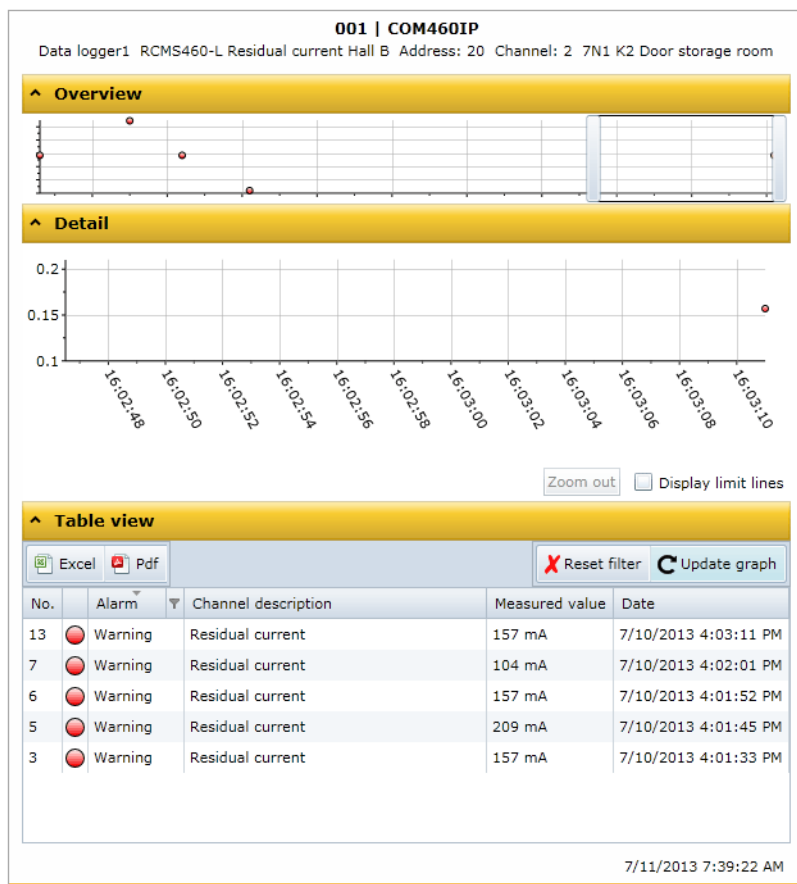 001 | COM460IP
Data logger1 RCMS460-L Residual current Hall B Address: 20 Channel: 2 7N1 K2 Door storage room
Overview
Detail
0.2
0.15
0.1
16:02:48 16:02:50 16:02:52 16:02:54 16:02:56 16:02:58 16:03:00 16:03:02 16:03:04 16:03:06 16:03:08 16:03:10
Zoom out Display limit lines
Table view
Excel Pdf Reset filter Update graph
No. Alarm Channel description Measured value Date
13 Warning Residual current 157 mA 7/10/2013 4:03:11 PM
7 Warning Residual current 104 mA 7/10/2013 4:02:01 PM
6 Warning Residual current 157 mA 7/10/2013 4:01:52 PM
5 Warning Residual current 209 mA 7/10/2013 4:01:45 PM
3 Warning Residual current 157 mA 7/10/2013 4:01:33 PM
7/11/2013 7:39:22 AM